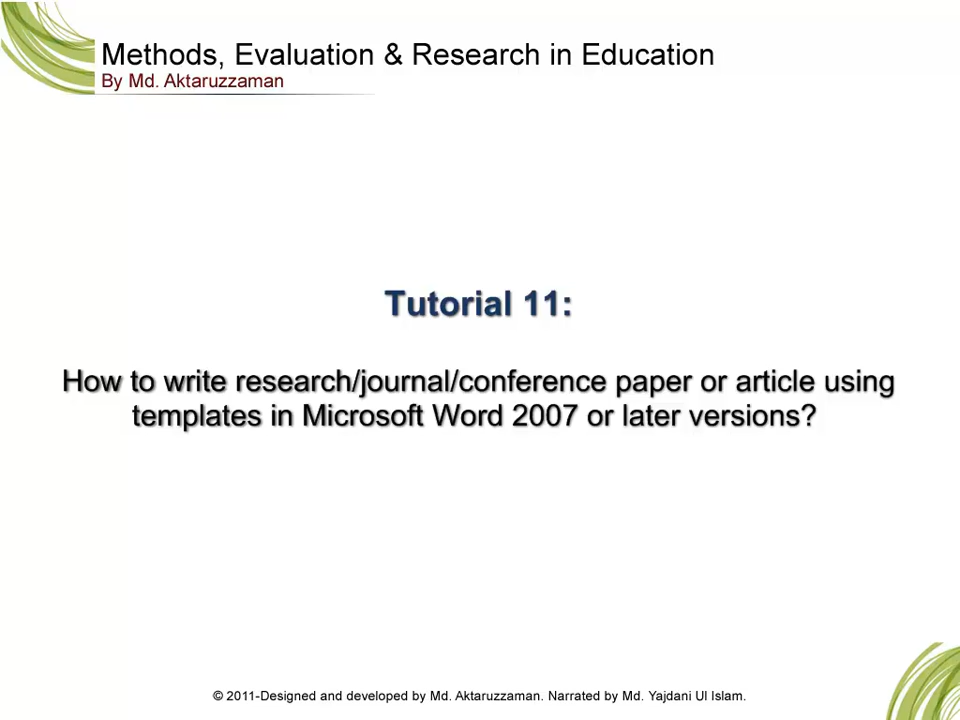 Methods, Evaluation & Research in Education
By Md. Aktaruzzaman
Tutorial 11:
How to write research/journal/conference paper or article using
templates in Microsoft Word 2007 or later versions?
© 2011-Designed and developed by Md. Aktaruzzaman. Narrated by Md. Yajdani Ul Islam.